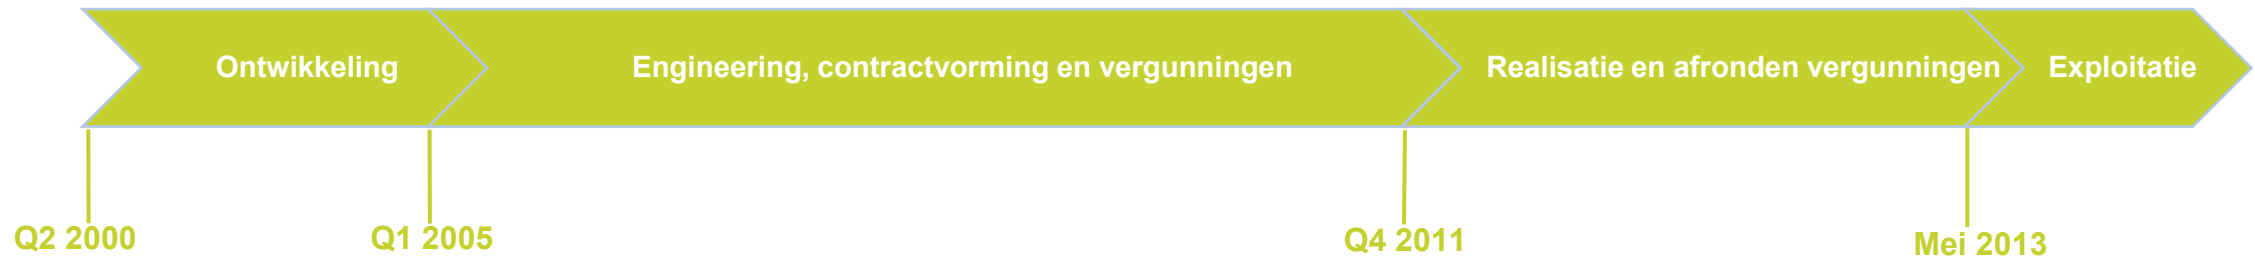 Ontwikkeling
Engineering, contractvorming en vergunningen
Realisatie en afronden vergunningen
Exploitatie
Q2 2000
Q1 2005
Q4 2011
Mei 2013